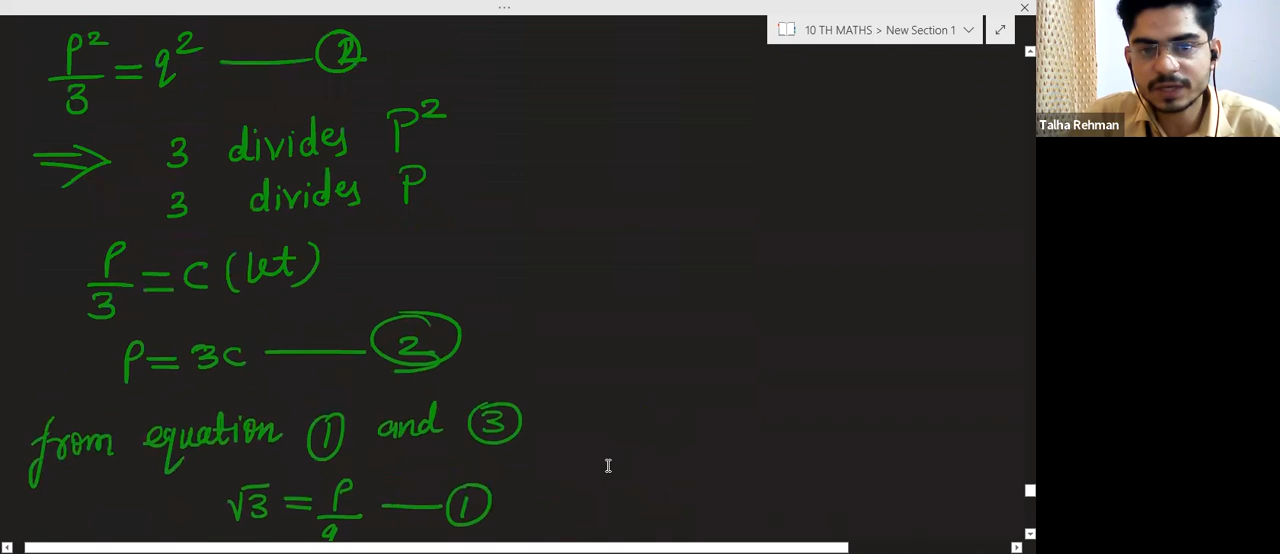 10 TH MATHS > New Section 1
Talha Rehman
p²/3 = q² —— ②
⇒ 3 divides P²
3 divides P
p/3 = c (let)
p = 3c —— ②
from equation ① and ③
√3 = p/q —— ①